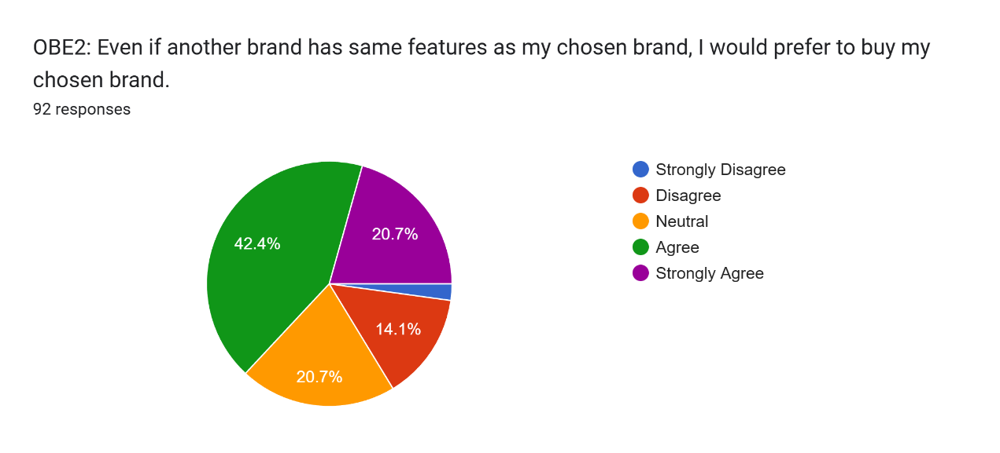 OBE2: Even if another brand has same features as my chosen brand, I would prefer to buy my
chosen brand.
92 responses
42.4%
20.7%
14.1%
20.7%
Strongly Disagree
Disagree
Neutral
Agree
Strongly Agree